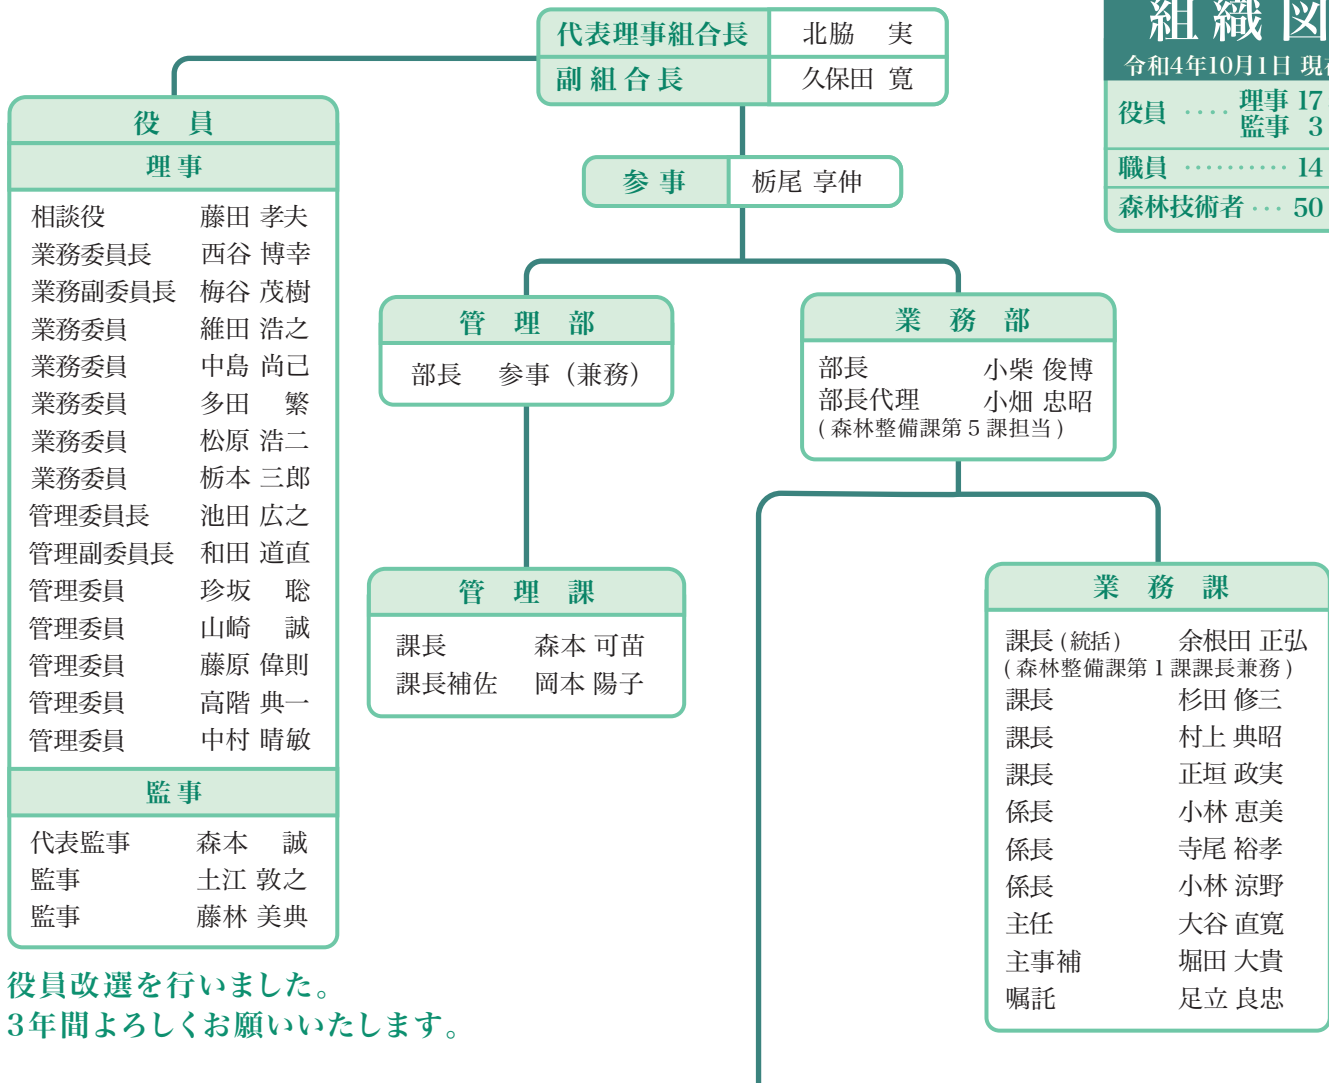 組織図
令和4年10月1日 現在
役員 ···· 理事 17
監事 3
職員 ·········· 14
森林技術者 ··· 50
代表理事組合長 北脇 実
副組合長 久保田 寛
参事 栃尾 享伸
役員
理事
相談役 藤田 孝夫
業務委員長 西谷 博幸
業務副委員長 梅谷 茂樹
業務委員 維田 浩之
業務委員 中島 尚己
業務委員 多田 繁
業務委員 松原 浩二
業務委員 栃本 三郎
管理委員長 池田 広之
管理副委員長 和田 道直
管理委員 珍坂 聡
管理委員 山崎 誠
管理委員 藤原 偉則
管理委員 高階 典一
管理委員 中村 晴敏
監事
代表監事 森本 誠
監事 土江 敦之
監事 藤林 美典
役員改選を行いました。
3年間よろしくお願いいたします。
管理部
部長 参事（兼務）
管理課
課長 森本 可苗
課長補佐 岡本 陽子
業務部
部長 小柴 俊博
部長代理 小畑 忠昭
(森林整備課第5課担当)
業務課
課長(統括) 余根田 正弘
(森林整備課第1課課長兼務)
課長 杉田 修三
課長 村上 典昭
課長 正垣 政実
係長 小林 恵美
係長 寺尾 裕孝
係長 小林 涼野
主任 大谷 直寛
主事補 堀田 大貴
嘱託 足立 良忠